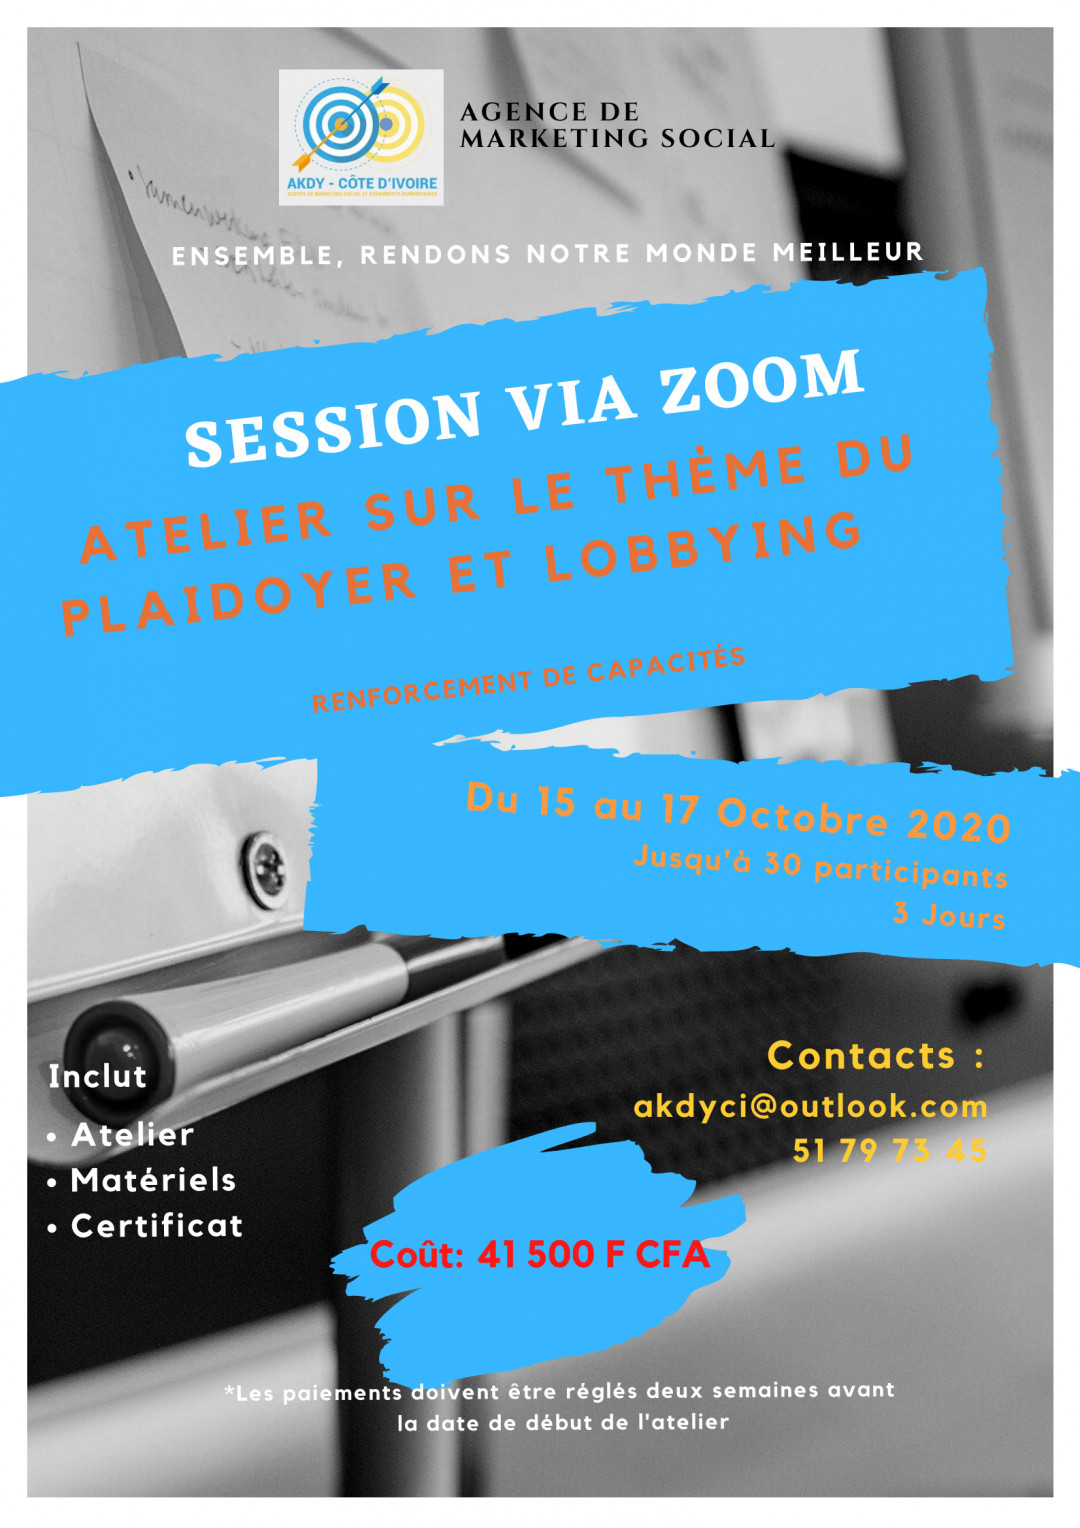 AGENCE DE
MARKETING SOCIAL
AKDY - CÔTE D'IVOIRE
ENSEMBLE, RENDONS NOTRE MONDE MEILLEUR
SESSION VIA ZOOM
ATELIER SUR LE THÈME DU
PLAIDOYER ET LOBBYING
RENFORCEMENT DE CAPACITÉS
Du 15 au 17 Octobre 2020
Jusqu'à 30 participants
3 Jours
Inclut
• Atelier
• Matériels
• Certificat
Contacts :
akdyci@outlook.com
51 79 73 45
Coût: 41 500 F CFA
*Les paiements doivent être réglés deux semaines avant
la date de début de l'atelier